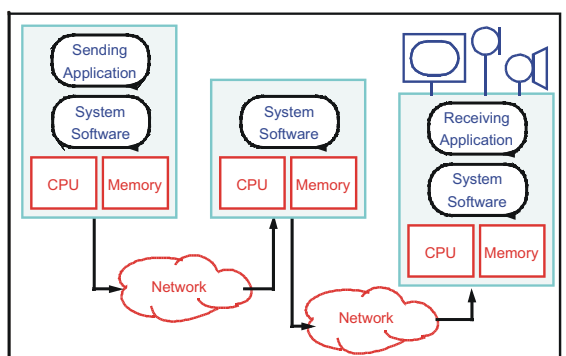 Sending
Application
System
Software
CPU
Memory
System
Software
CPU
Memory
Receiving
Application
System
Software
CPU
Memory
Network
Network